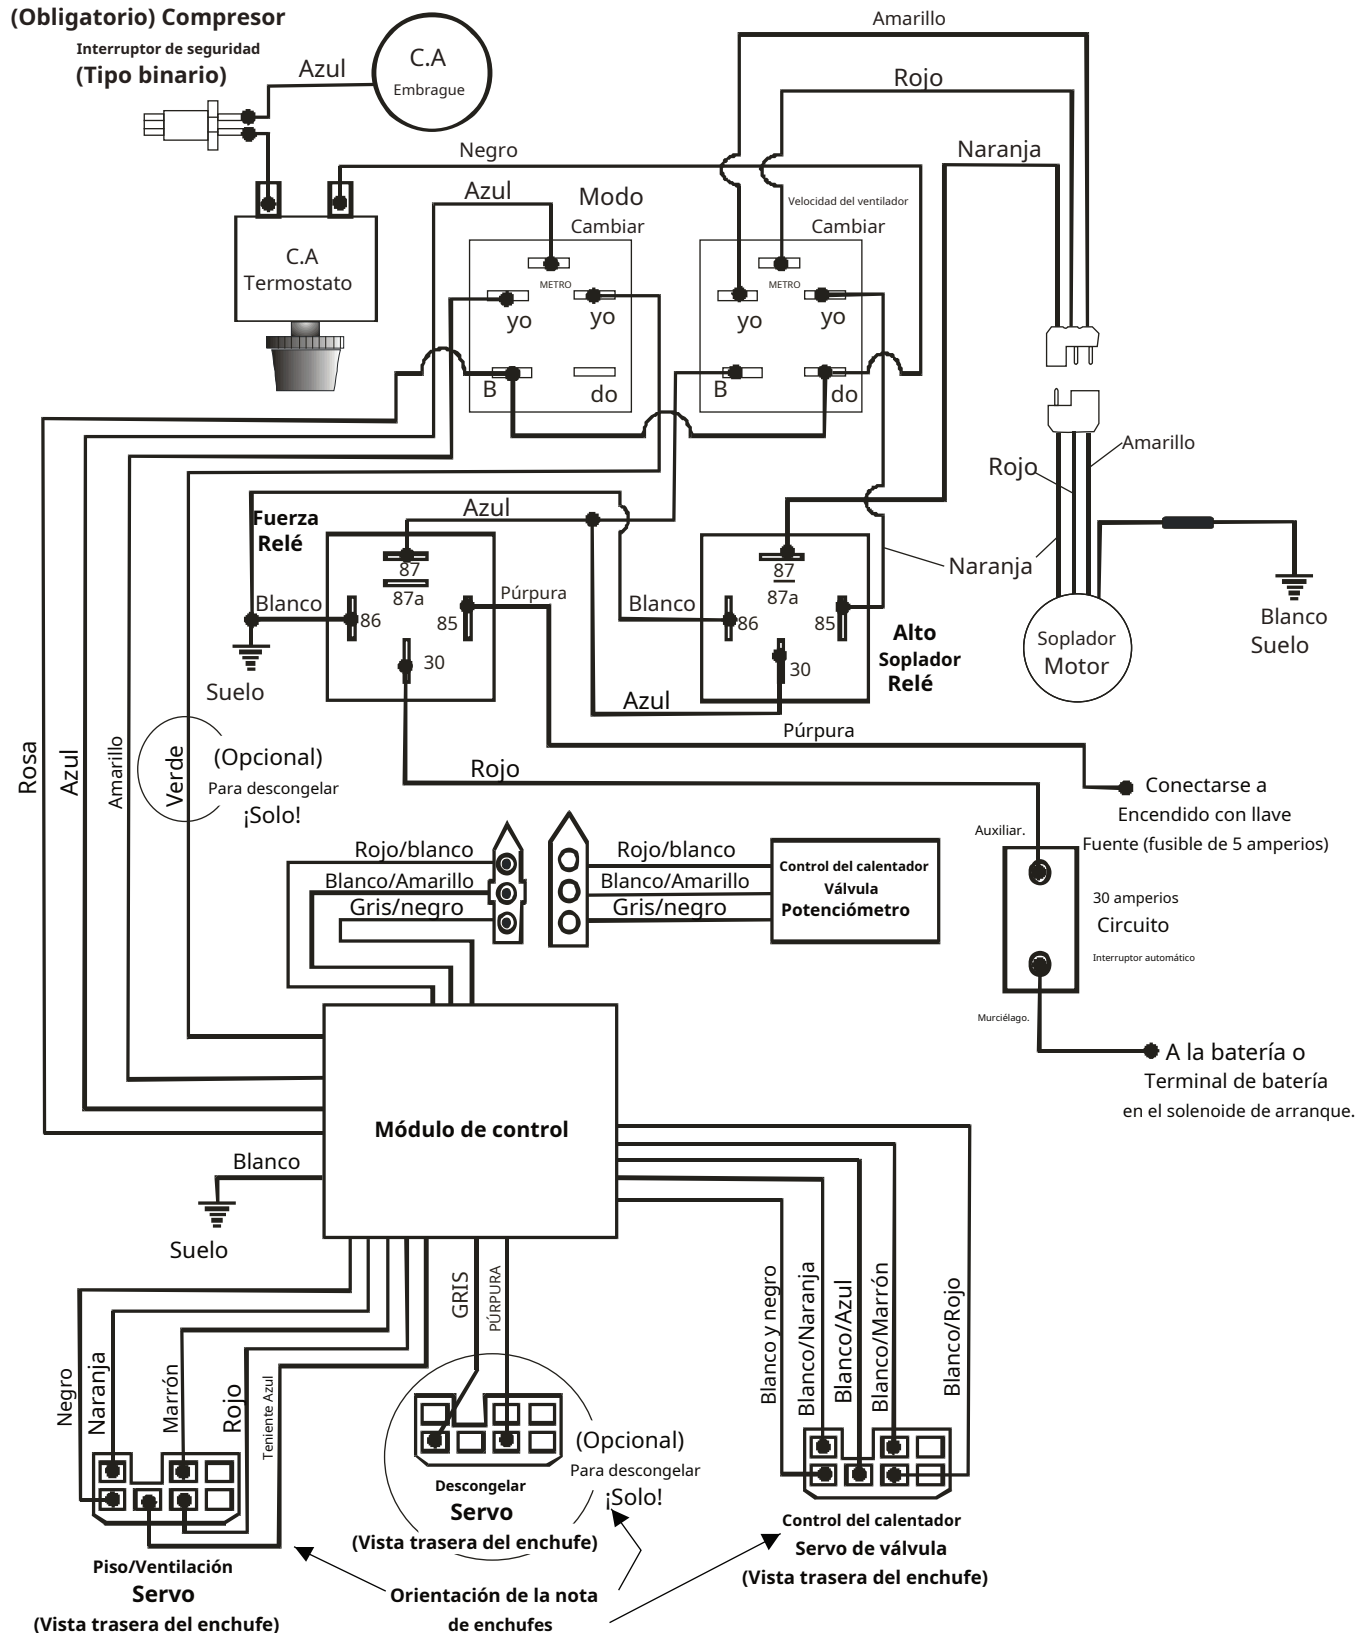 (Obligatorio) Compresor
Interruptor de seguridad
(Tipo binario)
Azul
C.A
Embrague
Amarillo
Rojo
Negro
Naranja
Azul
Modo
Cambiar
Velocidad del ventilador
Cambiar
C.A
Termostato
METRO
METRO
yo
yo
yo
yo
B
do
B
do
Amarillo
Rojo
Azul
Fuerza
Relé
87
87a
86
85
30
Púrpura
Blanco
Suelo
Blanco
87
87a
86
85
30
Azul
Alto
Soplador
Relé
Naranja
Soplador
Motor
Blanco
Suelo
Púrpura
Rosa
Azul
Amarillo
Verde
(Opcional)
Para descongelar
¡Solo!
Rojo
Conectarse a
Encendido con llave
Fuente (fusible de 5 amperios)
Auxiliar.
30 amperios
Circuito
Interruptor automático
Murciélago.
A la batería o
Terminal de batería
en el solenoide de arranque.
Rojo/blanco
Blanco/Amarillo
Gris/negro
Rojo/blanco
Blanco/Amarillo
Gris/negro
Control del calentador
Válvula
Potenciómetro
Módulo de control
Blanco
Suelo
Negro
Naranja
Marrón
Rojo
Teniente Azul
GRIS
PÚRPURA
Blanco y negro
Blanco/Naranja
Blanco/Azul
Blanco/Marrón
Blanco/Rojo
Descongelar
Servo
(Vista trasera del enchufe)
(Opcional)
Para descongelar
¡Solo!
Control del calentador
Servo de válvula
(Vista trasera del enchufe)
Piso/Ventilación
Servo
(Vista trasera del enchufe)
Orientación de la nota
de enchufes